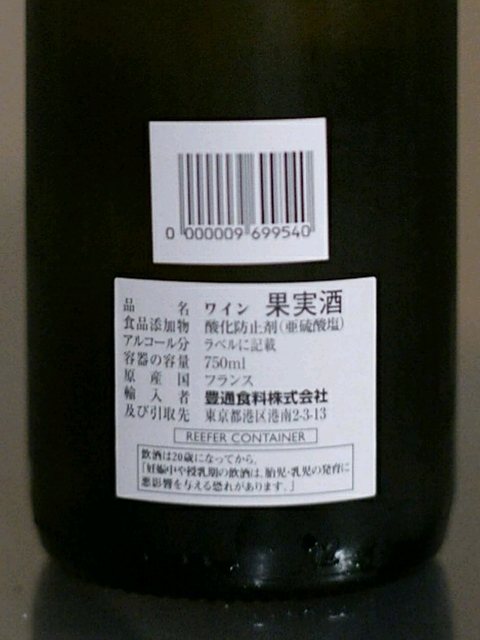 0 000009 699540
品名 ワイン 果実酒
食品添加物 酸化防止剤(亜硫酸塩)
アルコール分 ラベルに記載
容器の容量 750ml
原産国 フランス
輸入者 豊通食料株式会社
及び引取先 東京都港区港南2-3-13
REEFER CONTAINER
飲酒は20歳になってから。
「妊娠中や授乳期の飲酒は、胎児・乳児の発育に
悪影響を与える恐れがあります。」